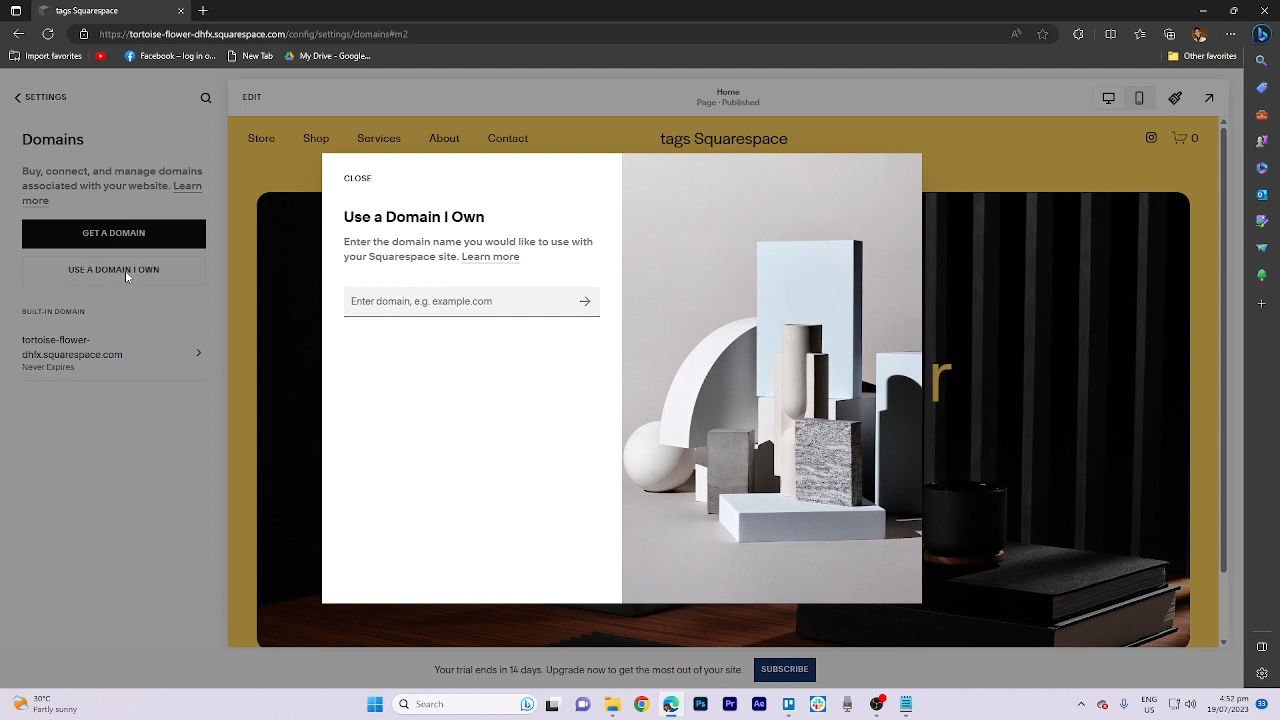 tags Squarespace
https://tortoise-flower-dhfx.squarespace.com/config/settings/domains#m2
Import favorites
Facebook – log in o...
New Tab
My Drive - Google...
Other favorites
SETTINGS
EDIT
Home
Page · Published
Domains
Buy, connect, and manage domains
associated with your website. Learn
more
GET A DOMAIN
USE A DOMAIN I OWN
BUILT-IN DOMAIN
tortoise-flower-
dhfx.squarespace.com
Never Expires
Store
Shop
Services
About
Contact
tags Squarespace
0
CLOSE
Use a Domain I Own
Enter the domain name you would like to use with
your Squarespace site. Learn more
Enter domain, e.g. example.com
r
Your trial ends in 14 days. Upgrade now to get the most out of your site.
SUBSCRIBE
30°C
Partly sunny
Search
Ps
Pr
Ae
ENG
US
4:52 pm
19/07/2023
33